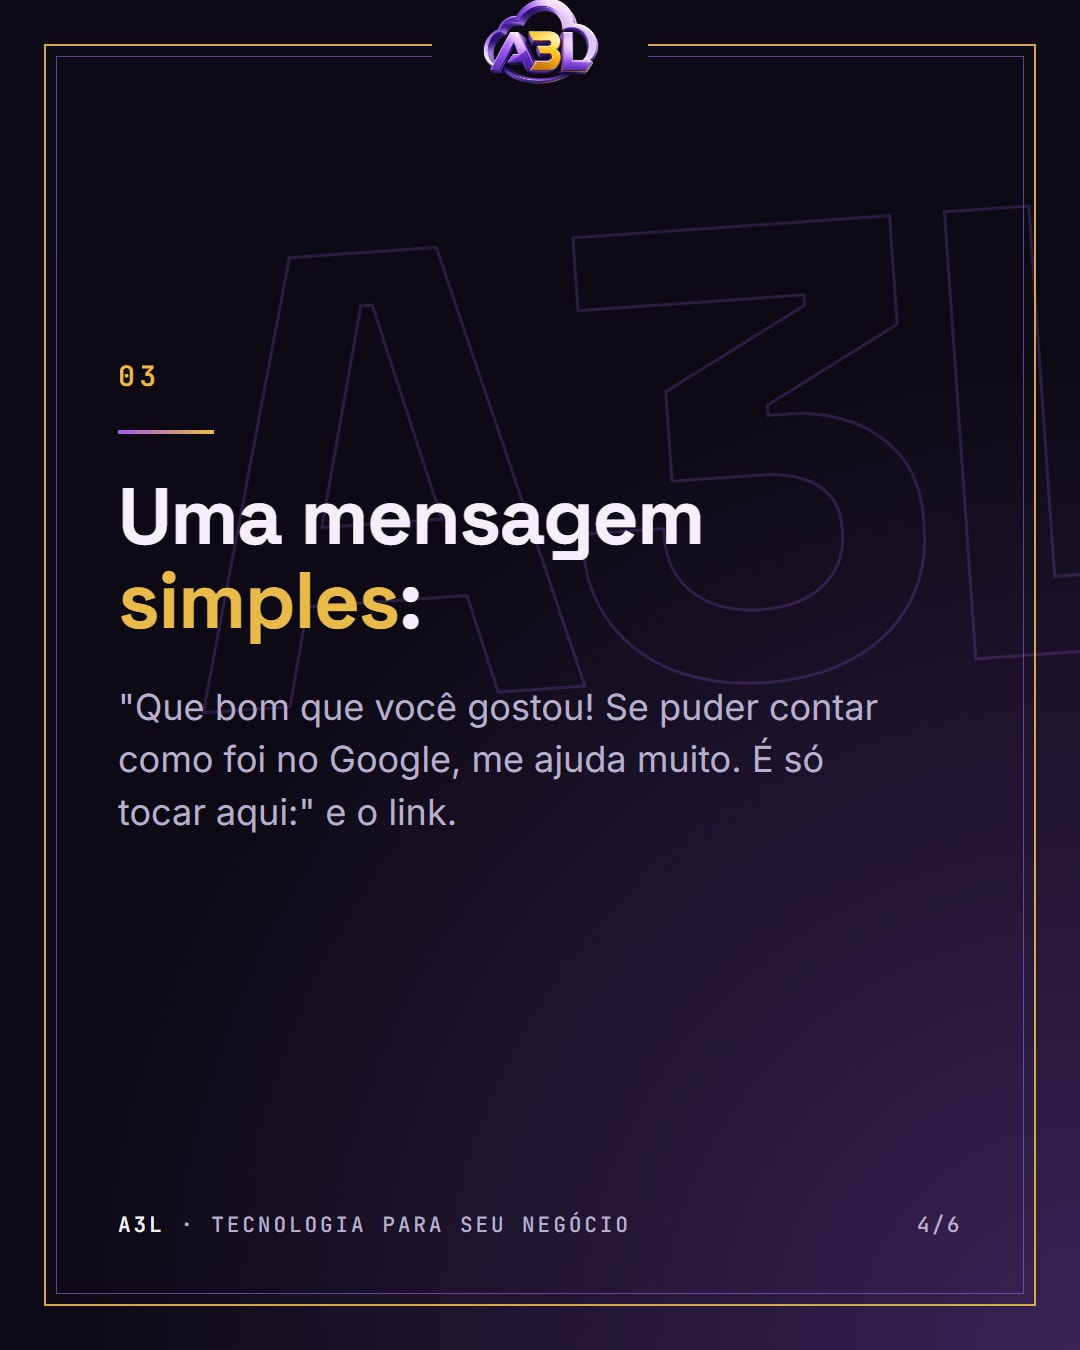 A3L
A3L
03
Uma mensagem
simples:
"Que bom que você gostou! Se puder contar
como foi no Google, me ajuda muito. É só
tocar aqui:" e o link.
A3L · TECNOLOGIA PARA SEU NEGÓCIO
4/6